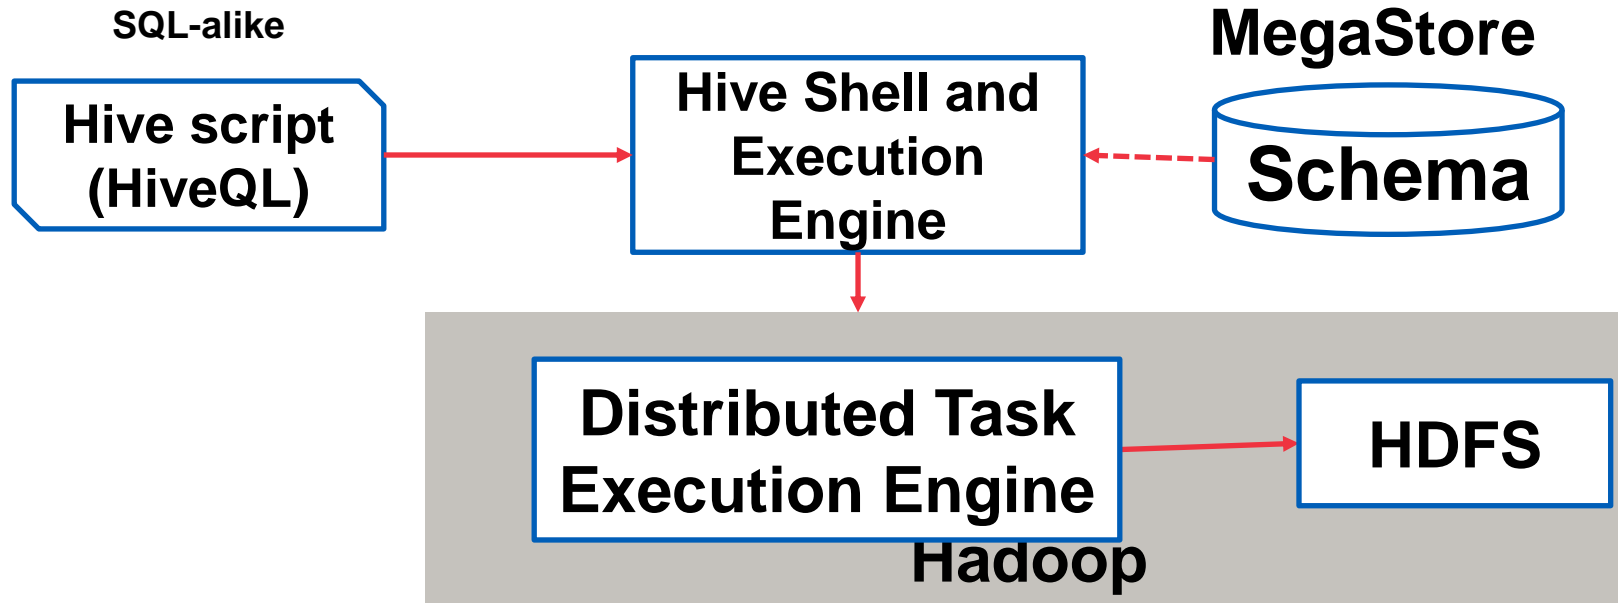 SQL-alike
MegaStore
Hive script
(HiveQL)
Hive Shell and
Execution
Engine
Schema
Distributed Task
Execution Engine
HDFS
Hadoop